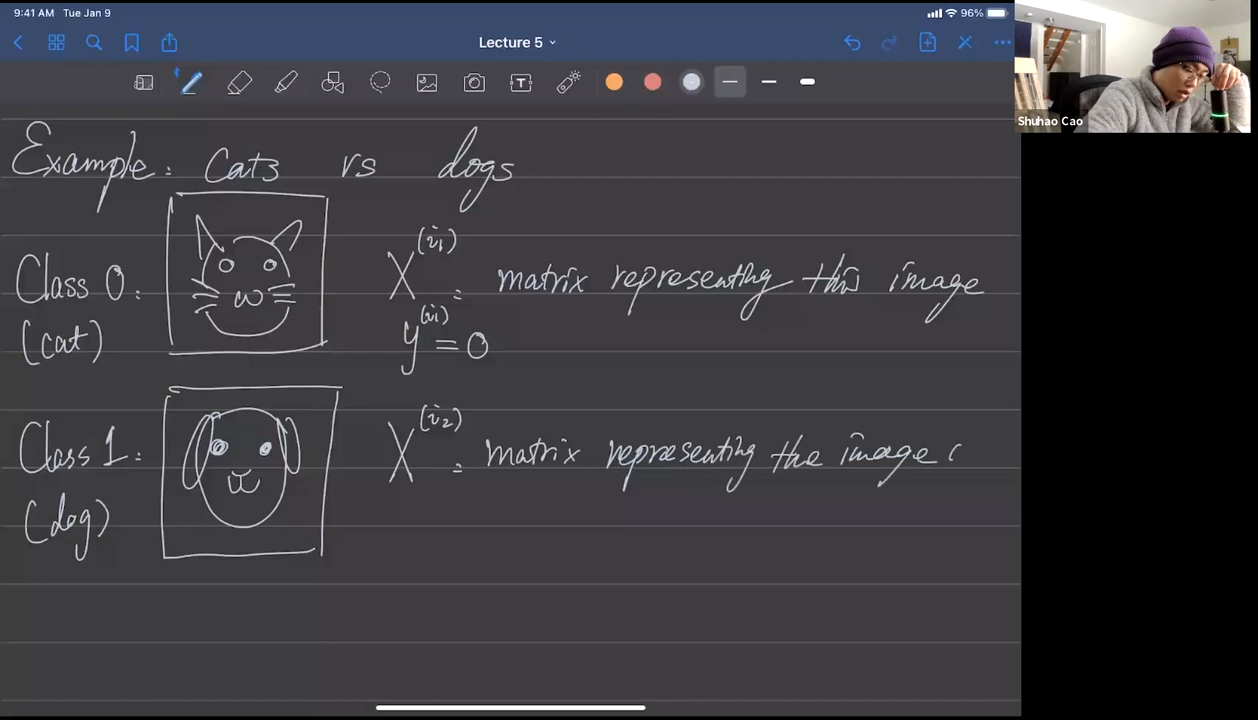 9:41 AM Tue Jan 9
96%
Lecture 5
Shuhao Cao
Example: Cats vs dogs
Class 0:
(cat)
X^(i₁): matrix representing this image
y^(i₁) = 0
Class 1:
(dog)
X^(i₂): matrix representing the image (